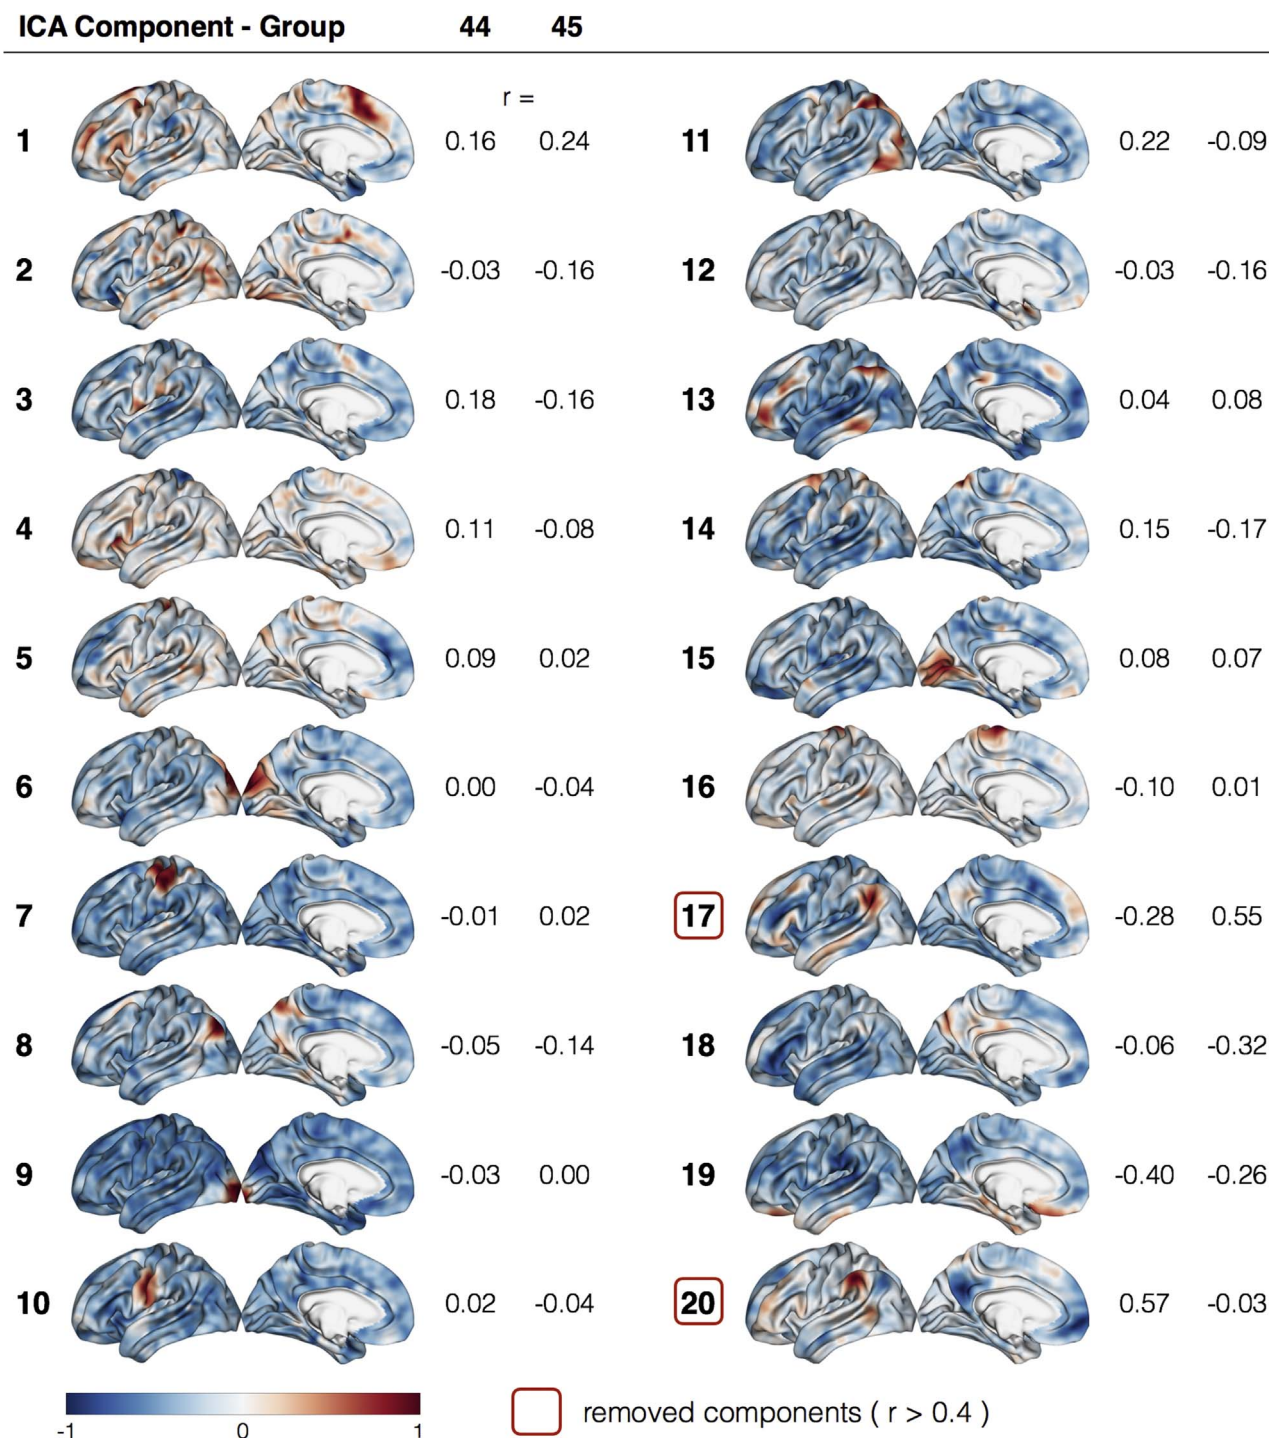 ICA Component - Group 44 45
r =
1 0.16 0.24
2 -0.03 -0.16
3 0.18 -0.16
4 0.11 -0.08
5 0.09 0.02
6 0.00 -0.04
7 -0.01 0.02
8 -0.05 -0.14
9 -0.03 0.00
10 0.02 -0.04
11 0.22 -0.09
12 -0.03 -0.16
13 0.04 0.08
14 0.15 -0.17
15 0.08 0.07
16 -0.10 0.01
17 -0.28 0.55
18 -0.06 -0.32
19 -0.40 -0.26
20 0.57 -0.03
-1 0 1
removed components ( r > 0.4 )